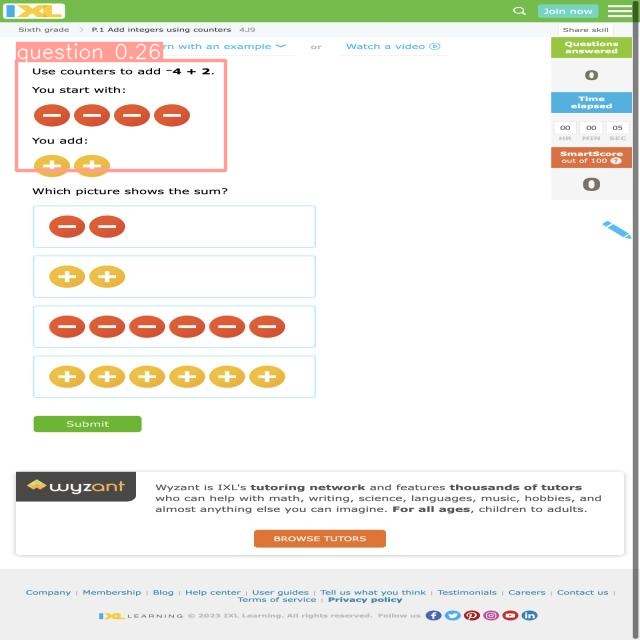 IXL
Join now
Sixth grade > P.1 Add integers using counters 4J9
Share skill
question 0.26
rn with an example or Watch a video
Questions answered
0
Time elapsed
00 00 05
HR MIN SEC
SmartScore
out of 100 ?
0
Use counters to add -4 + 2.
You start with:
− − − −
You add:
+ +
Which picture shows the sum?
− −
+ +
− − − − − −
+ + + + + +
Submit
wyzant
Wyzant is IXL's tutoring network and features thousands of tutors
who can help with math, writing, science, languages, music, hobbies, and
almost anything else you can imagine. For all ages, children to adults.
BROWSE TUTORS
Company | Membership | Blog | Help center | User guides | Tell us what you think | Testimonials | Careers | Contact us |
Terms of service | Privacy policy
IXL LEARNING © 2023 IXL Learning. All rights reserved. Follow us